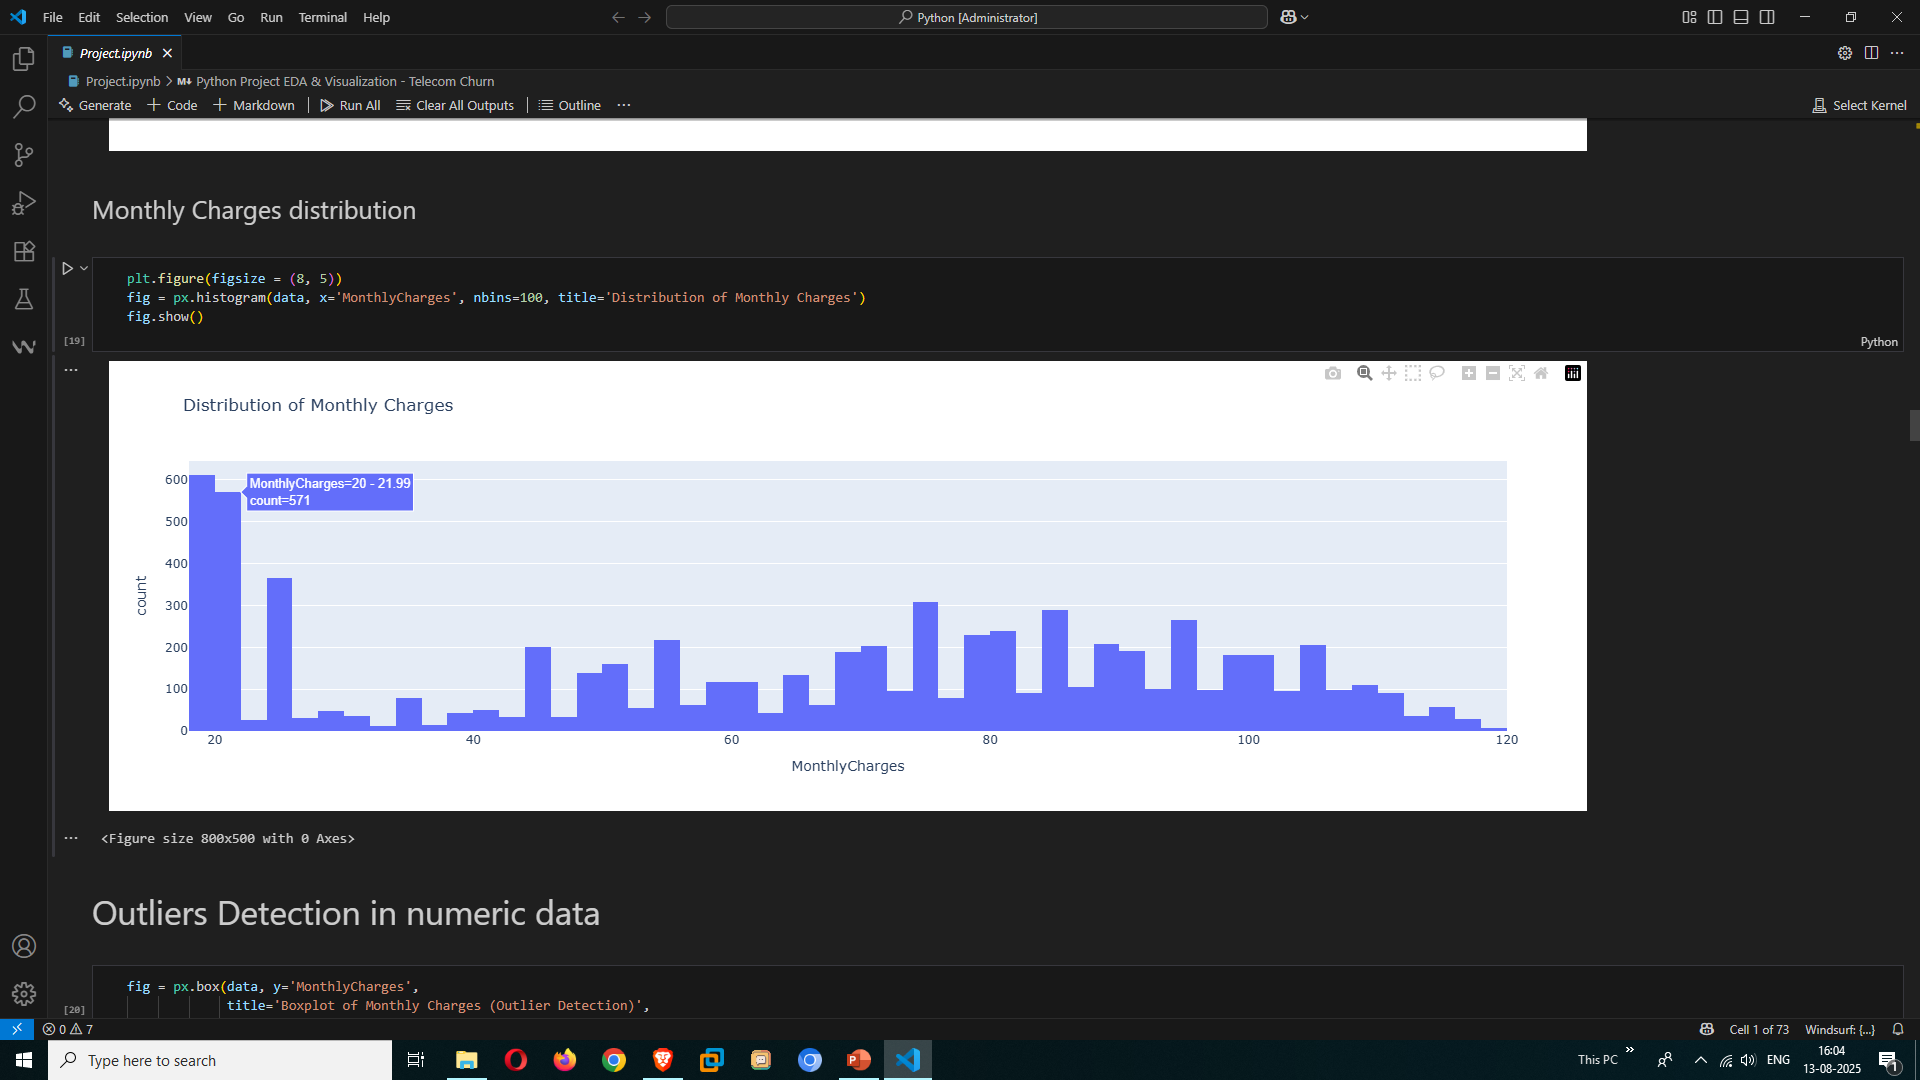 File Edit Selection View Go Run Terminal Help
Python [Administrator]
Project.ipynb
Project.ipynb > M↓ Python Project EDA & Visualization - Telecom Churn
Generate + Code + Markdown | Run All Clear All Outputs | Outline ...
Select Kernel
Monthly Charges distribution
plt.figure(figsize = (8, 5))
fig = px.histogram(data, x='MonthlyCharges', nbins=100, title='Distribution of Monthly Charges')
fig.show()
[19]
Python
...
Distribution of Monthly Charges
600
MonthlyCharges=20 - 21.99
count=571
500
400
300
200
100
0
count
20 40 60 80 100 120
MonthlyCharges
...
<Figure size 800x500 with 0 Axes>
Outliers Detection in numeric data
fig = px.box(data, y='MonthlyCharges',
title='Boxplot of Monthly Charges (Outlier Detection)',
[20]
0 7
Cell 1 of 73 Windsurf: {...}
Type here to search
This PC
ENG
16:04
13-08-2025
1